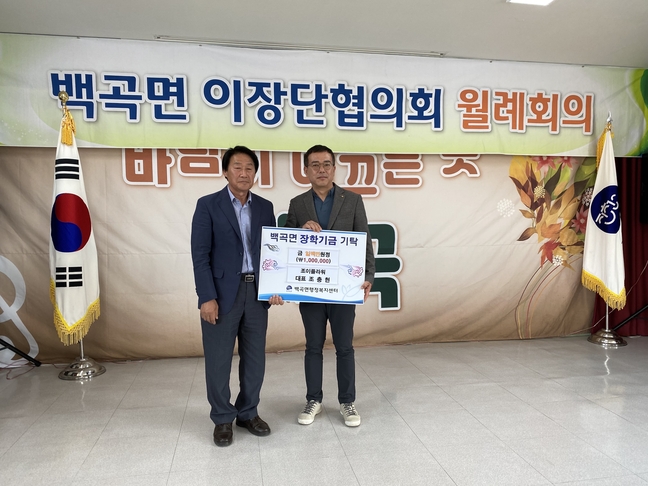 백곡면 이장단협의회 월례회의
백곡면 장학기금 기탁
금 일백만원정
(₩1,000,000)
조이플라워
대표 조충현
백곡면행정복지센터